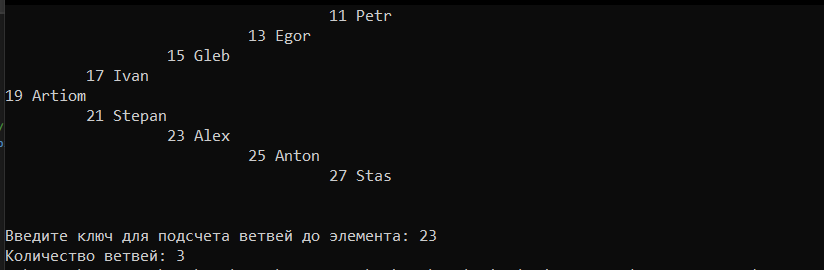 11 Petr
13 Egor
15 Gleb
17 Ivan
19 Artiom
21 Stepan
23 Alex
25 Anton
27 Stas
Введите ключ для подсчета ветвей до элемента: 23
Количество ветвей: 3